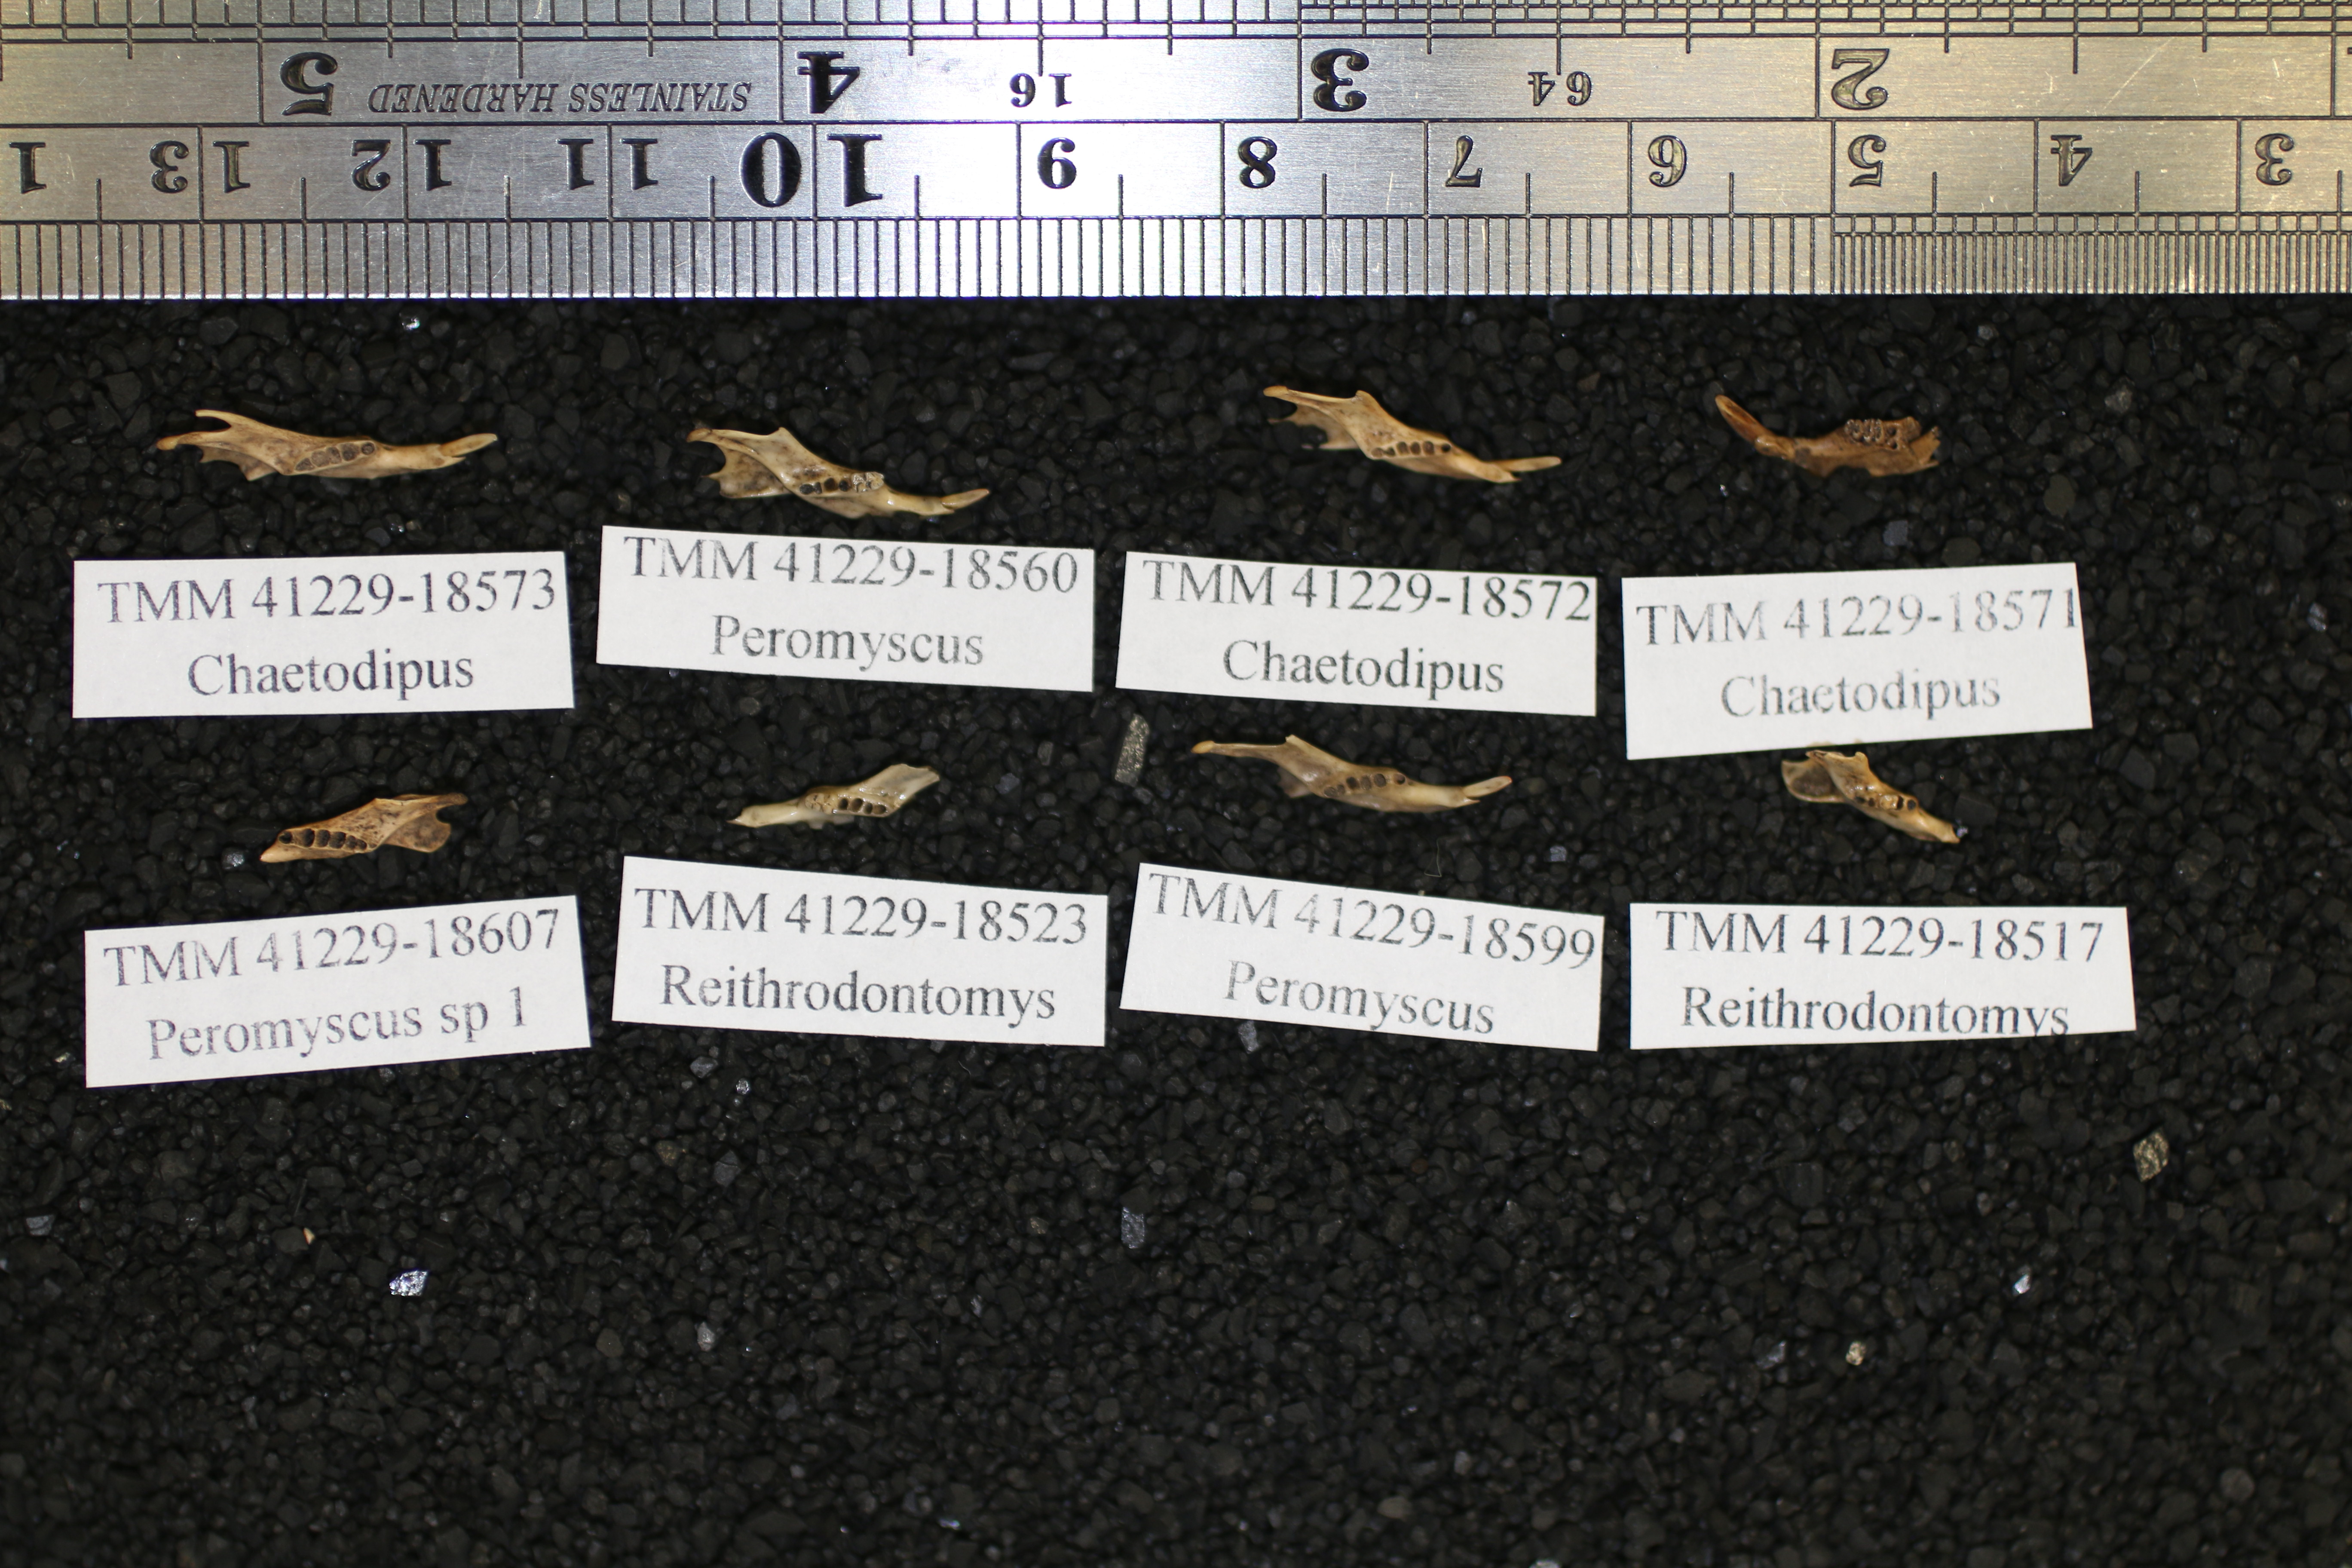 5 STAINLESS HARDENED 4 16 3 64 2
1 13 12 11 10 9 8 7 6 5 4 3
TMM 41229-18573
Chaetodipus
TMM 41229-18560
Peromyscus
TMM 41229-18572
Chaetodipus
TMM 41229-18571
Chaetodipus
TMM 41229-18607
Peromyscus sp 1
TMM 41229-18523
Reithrodontomys
TMM 41229-18599
Peromyscus
TMM 41229-18517
Reithrodontomys